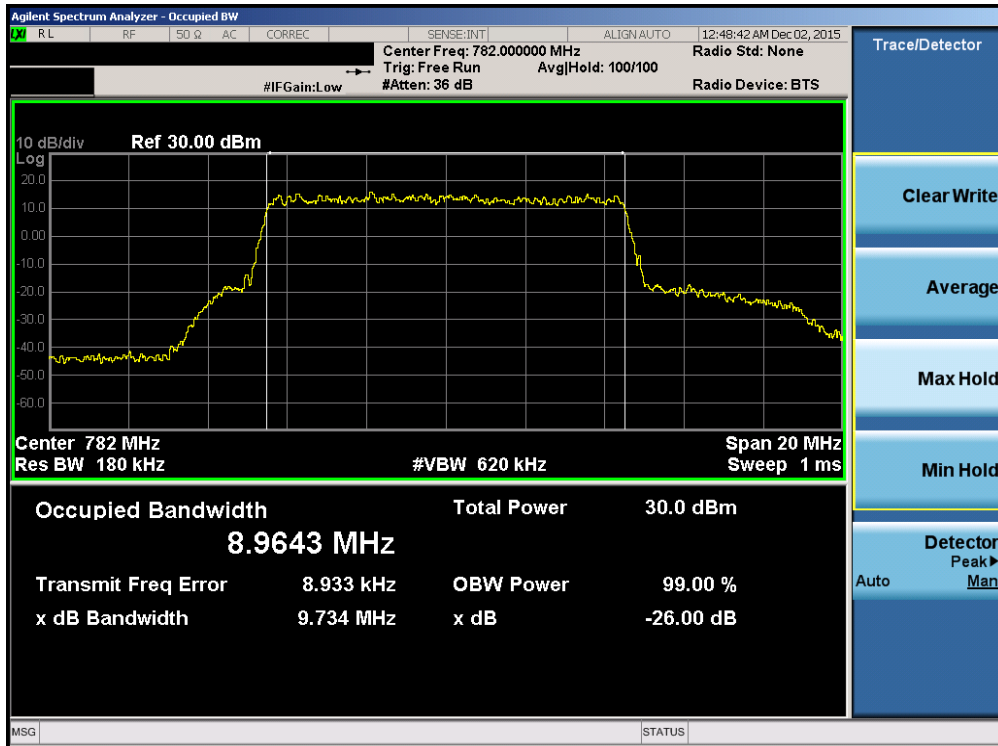 Agilent Spectrum Analyzer - Occupied BW
LXI RL RF 50 Ω AC CORREC SENSE:INT ALIGN AUTO 12:48:42 AM Dec 02, 2015
Center Freq: 782.000000 MHz Radio Std: None
Trig: Free Run Avg|Hold: 100/100
#IFGain:Low #Atten: 36 dB Radio Device: BTS
10 dB/div Ref 30.00 dBm
Log
20.0
10.0
0.00
-10.0
-20.0
-30.0
-40.0
-50.0
-60.0
Center 782 MHz Span 20 MHz
Res BW 180 kHz #VBW 620 kHz Sweep 1 ms
Occupied Bandwidth Total Power 30.0 dBm
8.9643 MHz
Transmit Freq Error 8.933 kHz OBW Power 99.00 %
x dB Bandwidth 9.734 MHz x dB -26.00 dB
MSG STATUS
Trace/Detector
Clear Write
Average
Max Hold
Min Hold
Detector
Peak▶
Auto Man